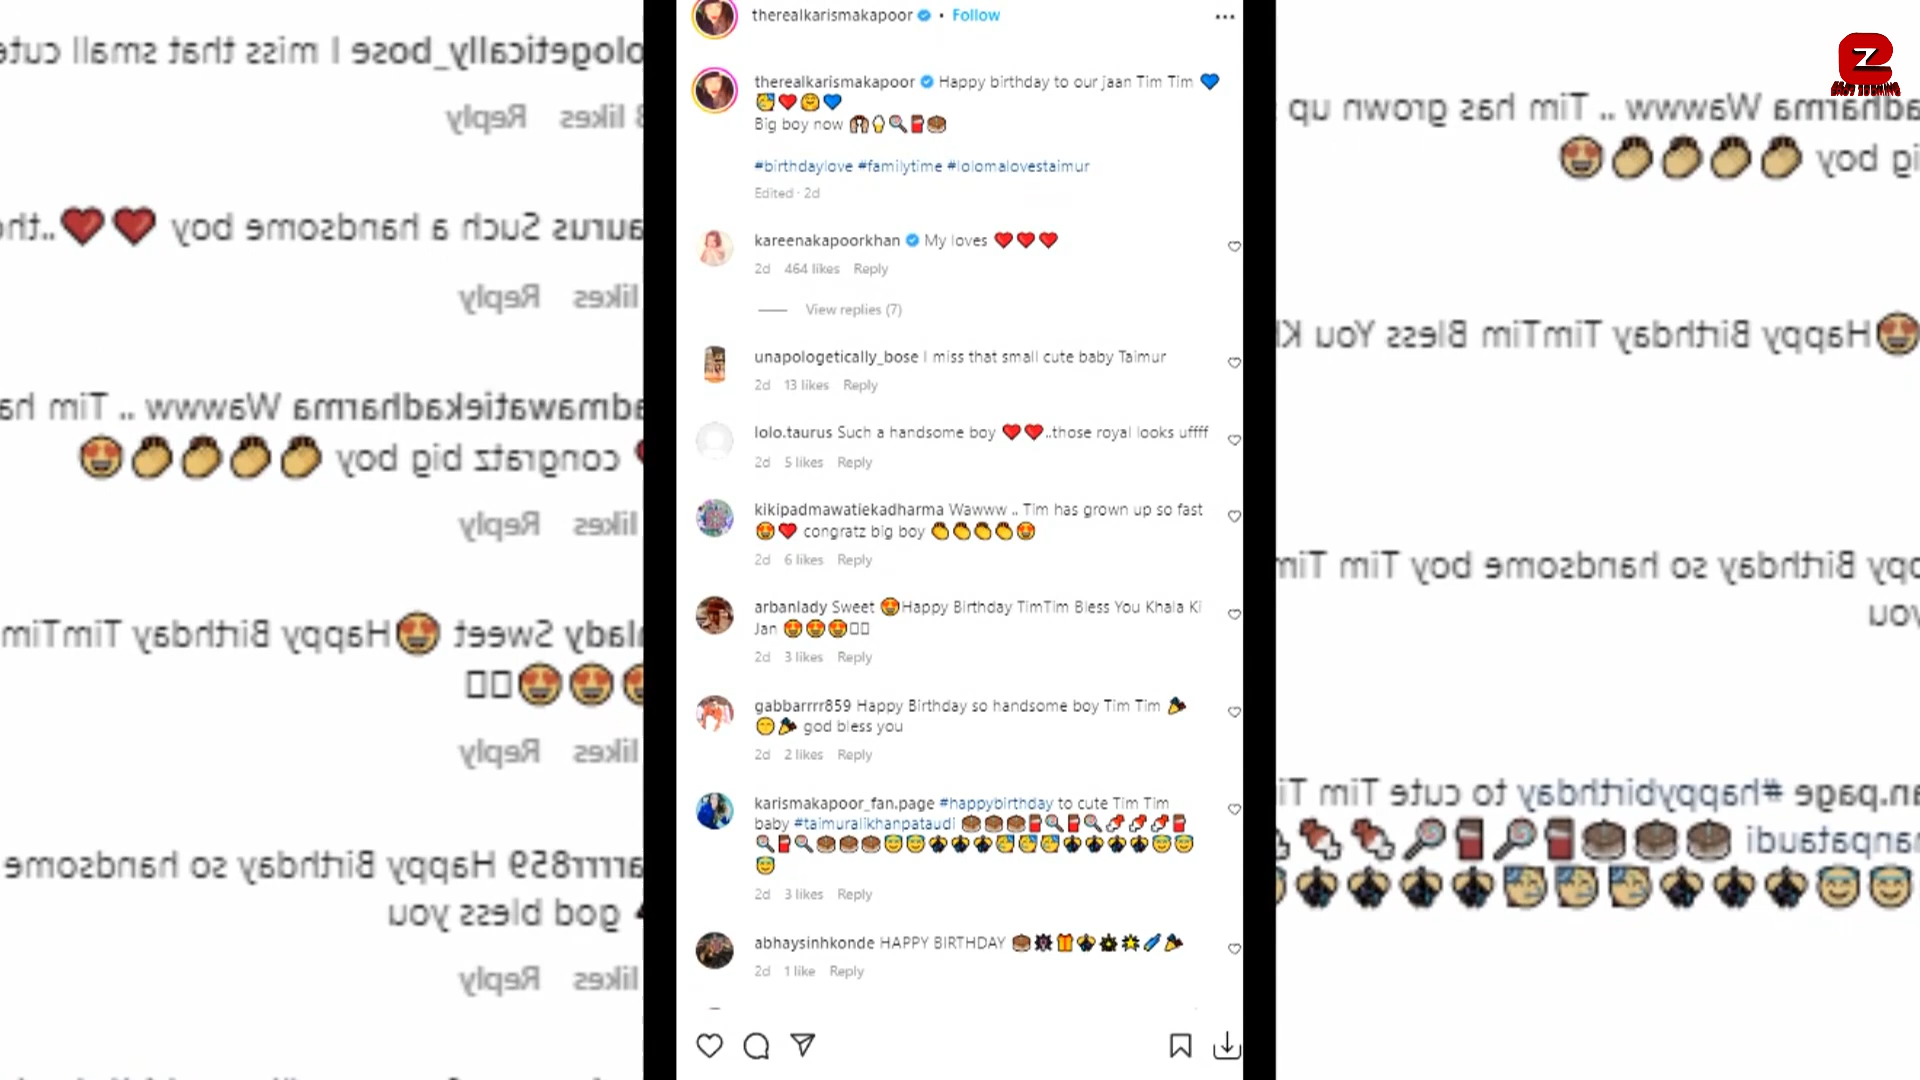 therealkarismakapoor • Follow
therealkarismakapoor Happy birthday to our jaan Tim Tim 💙
🥳❤️🤗💙
Big boy now 🍦🍭🍫🎂
#birthdaylove #familytime #lolomalovestaimur
Edited · 2d
kareenakapoorkhan My loves ❤️❤️❤️
2d 464 likes Reply
View replies (7)
unapologetically_bose I miss that small cute baby Taimur
2d 13 likes Reply
lolo.taurus Such a handsome boy ❤️❤️..those royal looks uffff
2d 5 likes Reply
kikipadmawatiekadharma Wawww .. Tim has grown up so fast
😍❤️ congratz big boy 👏👏👏👏😍
2d 6 likes Reply
arbanlady Sweet 😍Happy Birthday TimTim Bless You Khala Ki
Jan 😍😍😍
2d 3 likes Reply
gabbarrrr859 Happy Birthday so handsome boy Tim Tim 🎉
😁🎉 god bless you
2d 2 likes Reply
karismakapoor_fan.page #happybirthday to cute Tim Tim
baby #taimuralikhanpataudi
2d 3 likes Reply
abhaysinhkonde HAPPY BIRTHDAY
2d 1 like Reply